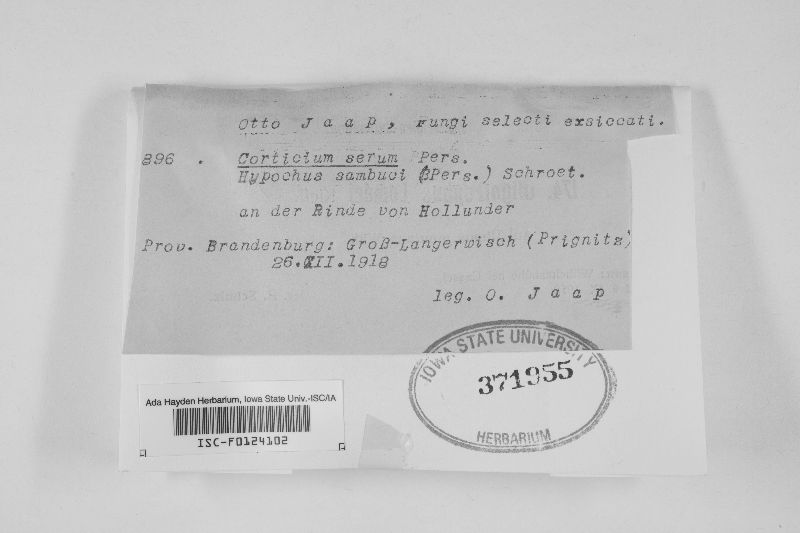 Otto Jaap, Fungi selecti exsiccati.
896 . Corticium serum Pers.
Hypochus sambuci (Pers.) Schroet.
an der Rinde von Hollunder
Prov. Brandenburg: Groß-Langerwisch (Prignitz)
26.XII.1918
leg. O. Jaap
IOWA STATE UNIVERSITY
371955
HERBARIUM
Ada Hayden Herbarium, Iowa State Univ.-ISC/IA
ISC-F0124102